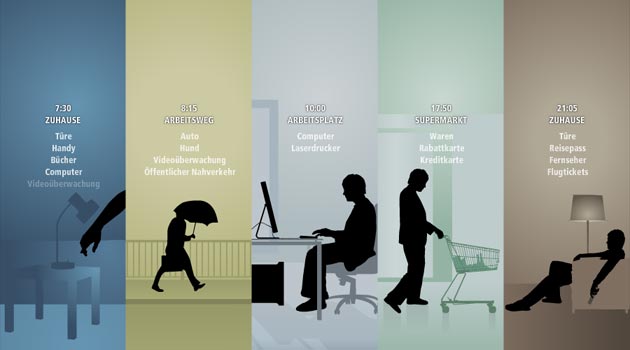 7:30
ZUHAUSE
Türe
Handy
Bücher
Computer
Videoüberwachung
8:15
ARBEITSWEG
Auto
Hund
Videoüberwachung
Öffentlicher Nahverkehr
10:00
ARBEITSPLATZ
Computer
Laserdrucker
17:50
SUPERMARKT
Waren
Rabattkarte
Kreditkarte
21:05
ZUHAUSE
Türe
Reisepass
Fernseher
Flugtickets